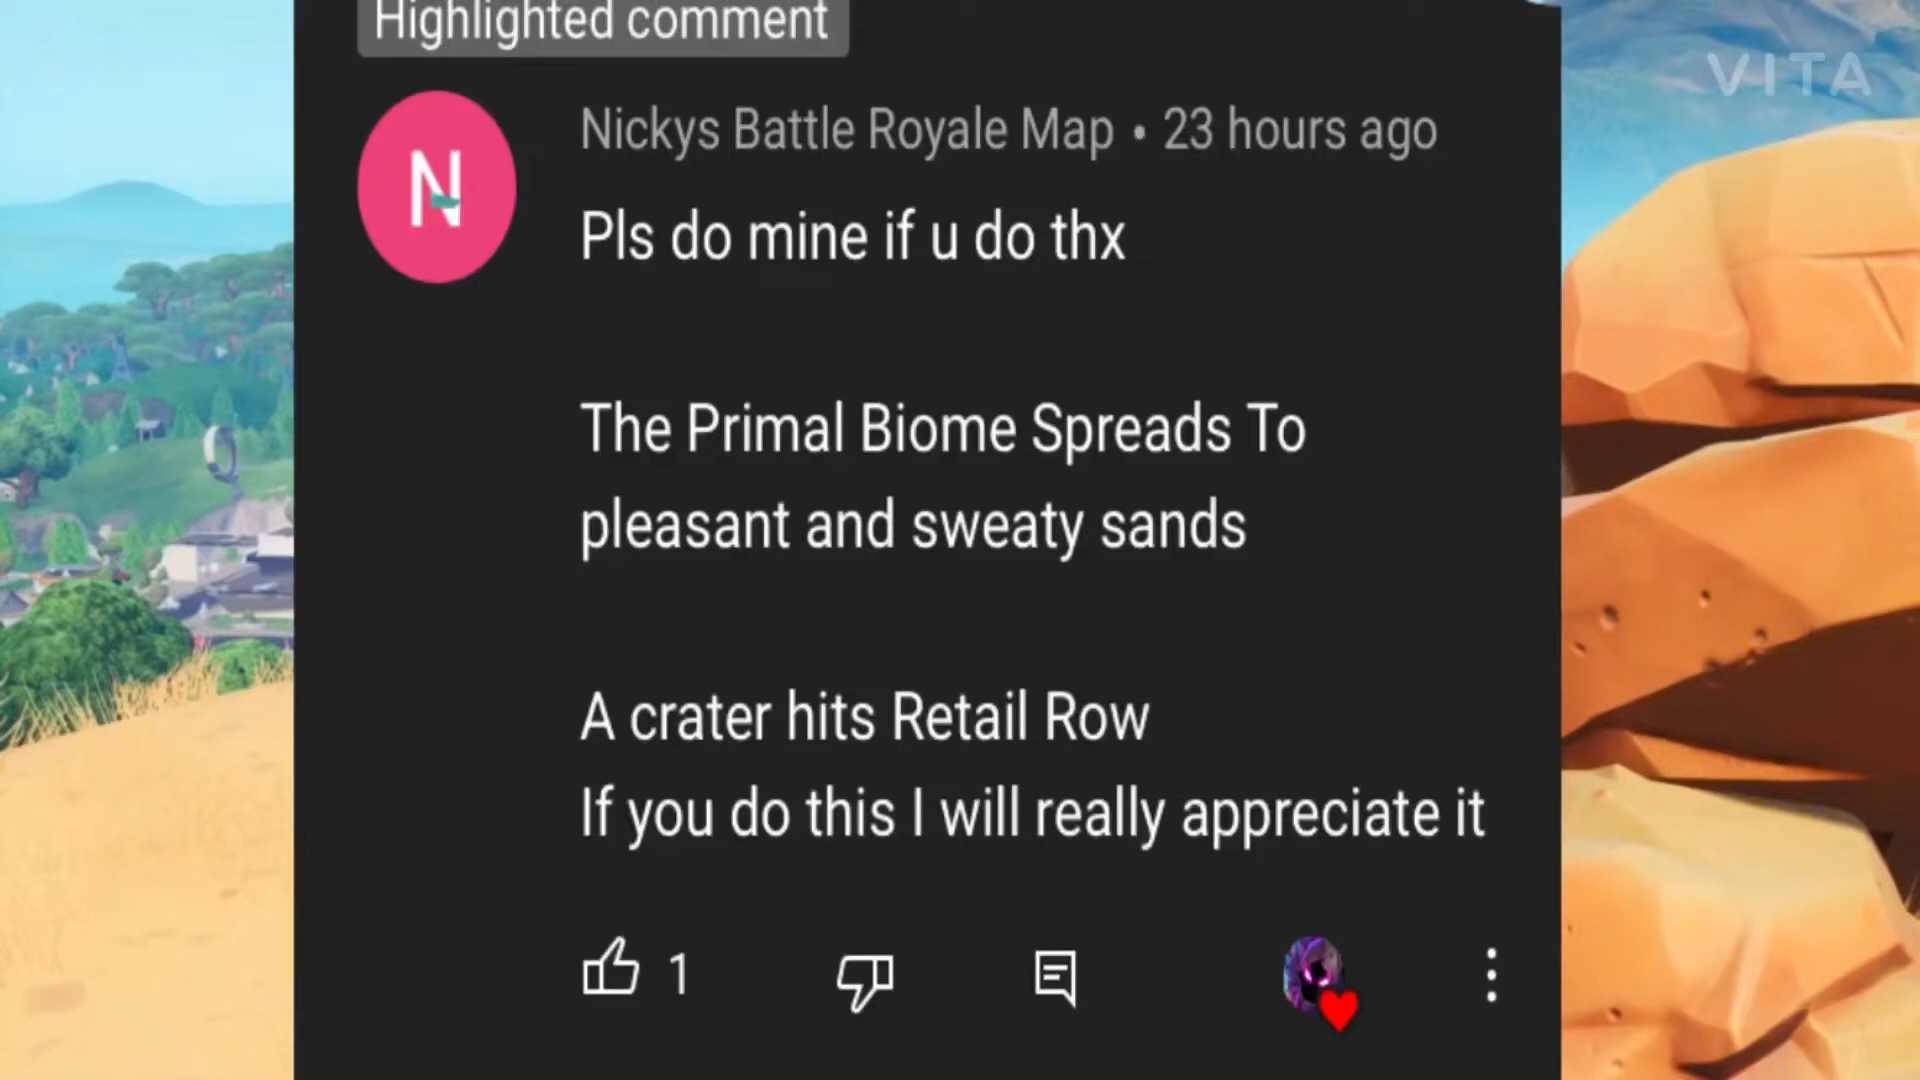 Highlighted comment
VITA
N
Nickys Battle Royale Map • 23 hours ago
Pls do mine if u do thx
The Primal Biome Spreads To
pleasant and sweaty sands
A crater hits Retail Row
If you do this I will really appreciate it
1